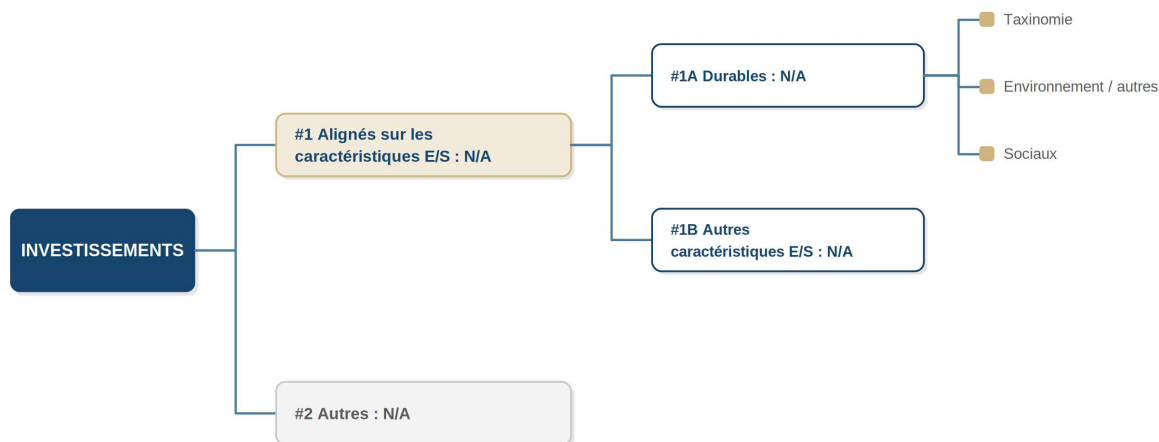 INVESTISSEMENTS
#1 Alignés sur les
caractéristiques E/S : N/A
#2 Autres : N/A
#1A Durables : N/A
#1B Autres
caractéristiques E/S : N/A
Taxinomie
Environnement / autres
Sociaux